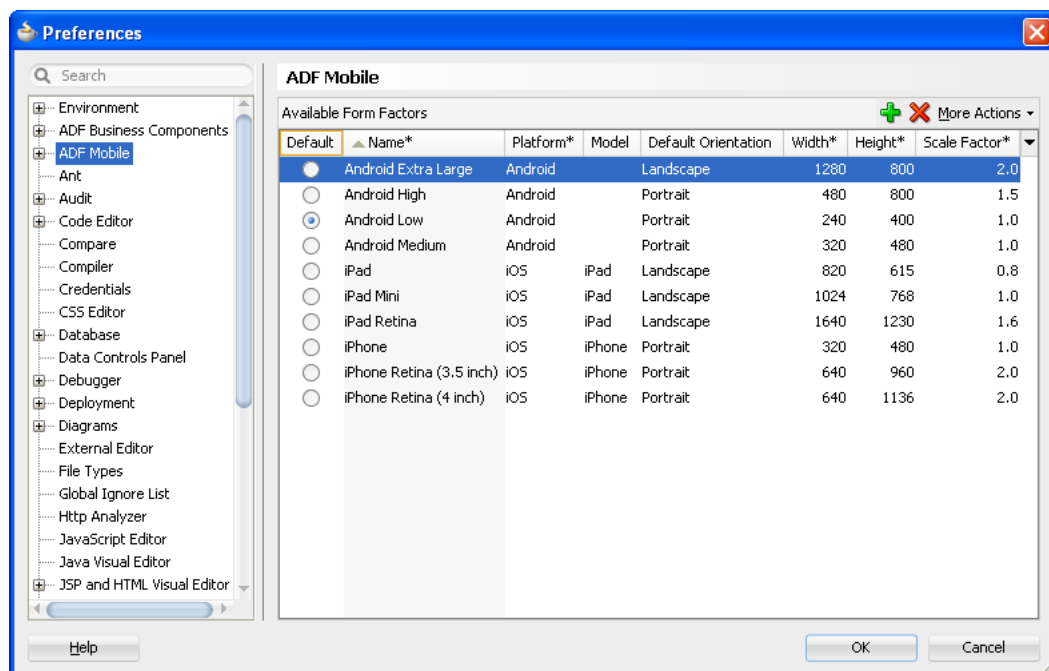 Preferences
Search
Environment
ADF Business Components
ADF Mobile
Ant
Audit
Code Editor
Compare
Compiler
Credentials
CSS Editor
Database
Data Controls Panel
Debugger
Deployment
Diagrams
External Editor
File Types
Global Ignore List
Http Analyzer
JavaScript Editor
Java Visual Editor
JSP and HTML Visual Editor
ADF Mobile
Available Form Factors More Actions
Default Name* Platform* Model Default Orientation Width* Height* Scale Factor*
Android Extra Large Android Landscape 1280 800 2.0
Android High Android Portrait 480 800 1.5
Android Low Android Portrait 240 400 1.0
Android Medium Android Portrait 320 480 1.0
iPad iOS iPad Landscape 820 615 0.8
iPad Mini iOS iPad Landscape 1024 768 1.0
iPad Retina iOS iPad Landscape 1640 1230 1.6
iPhone iOS iPhone Portrait 320 480 1.0
iPhone Retina (3.5 inch) iOS iPhone Portrait 640 960 2.0
iPhone Retina (4 inch) iOS iPhone Portrait 640 1136 2.0
Help OK Cancel